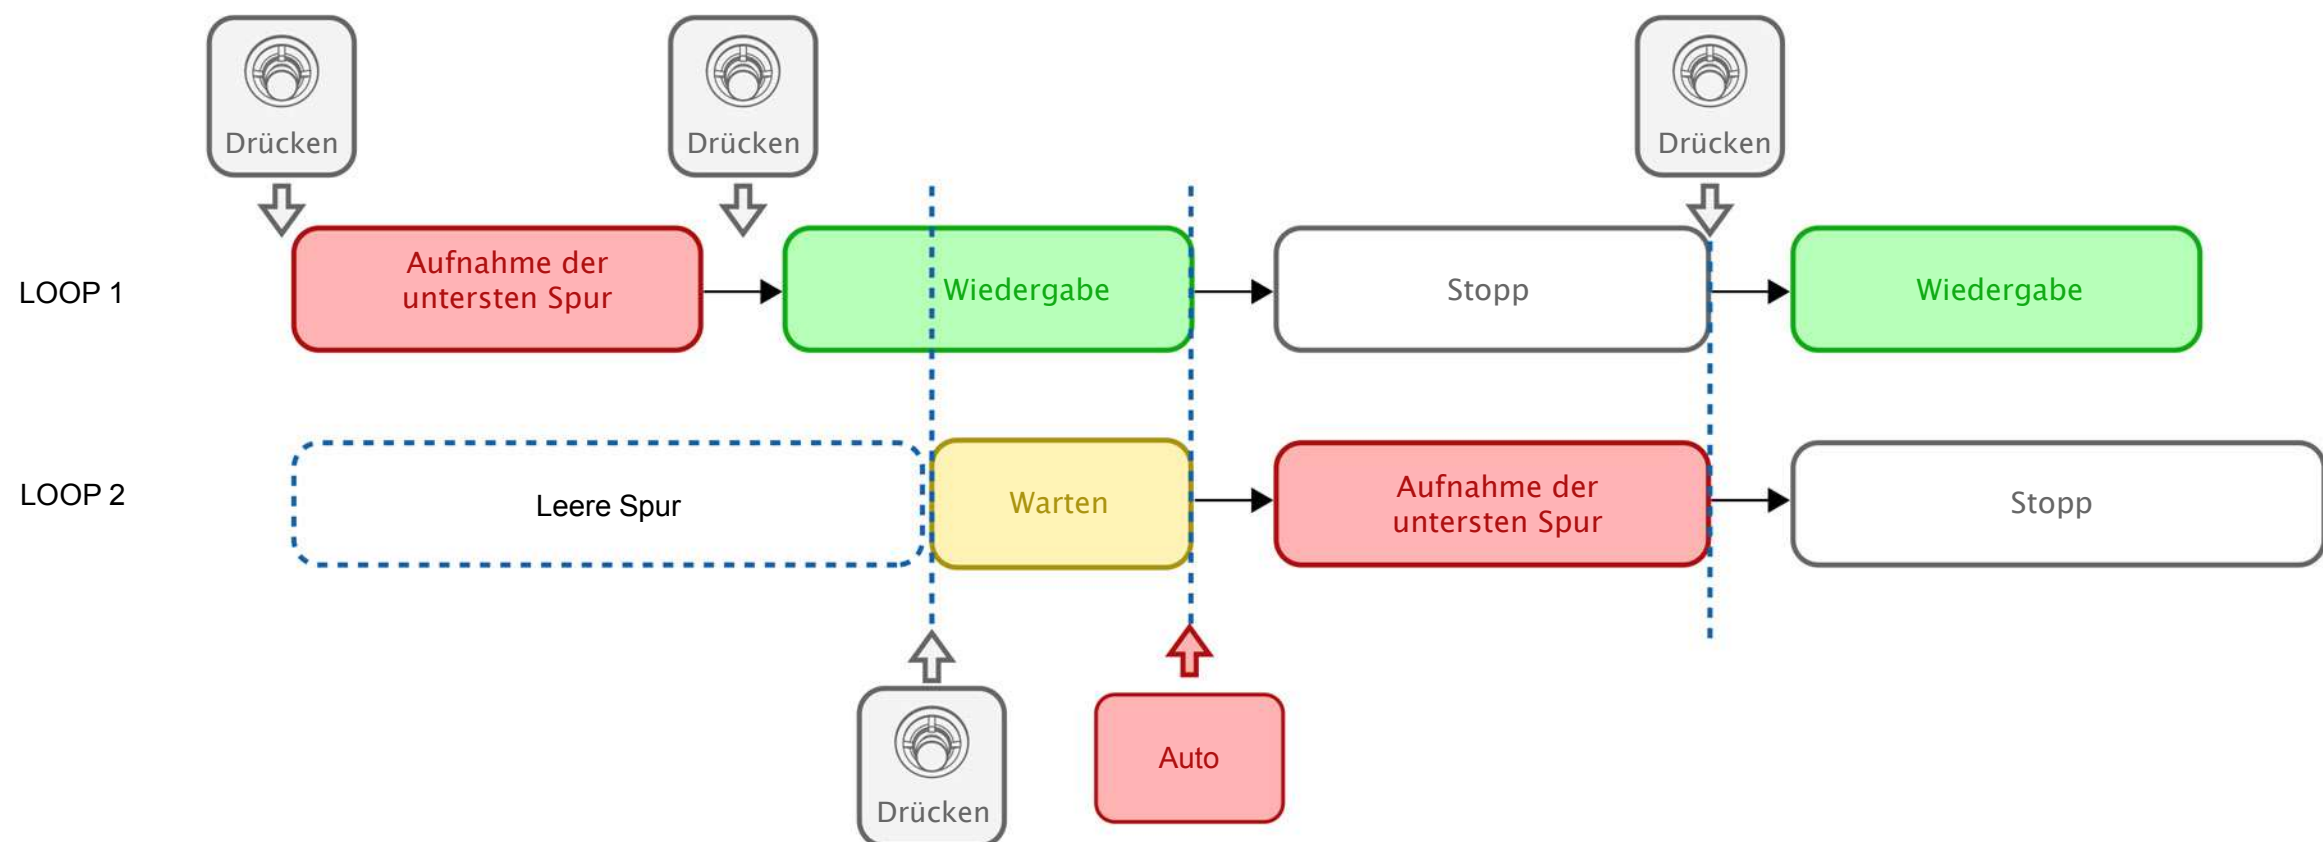 Drücken
Drücken
Drücken
LOOP 1
Aufnahme der
untersten Spur
Wiedergabe
Stopp
Wiedergabe
LOOP 2
Leere Spur
Warten
Aufnahme der
untersten Spur
Stopp
Drücken
Auto